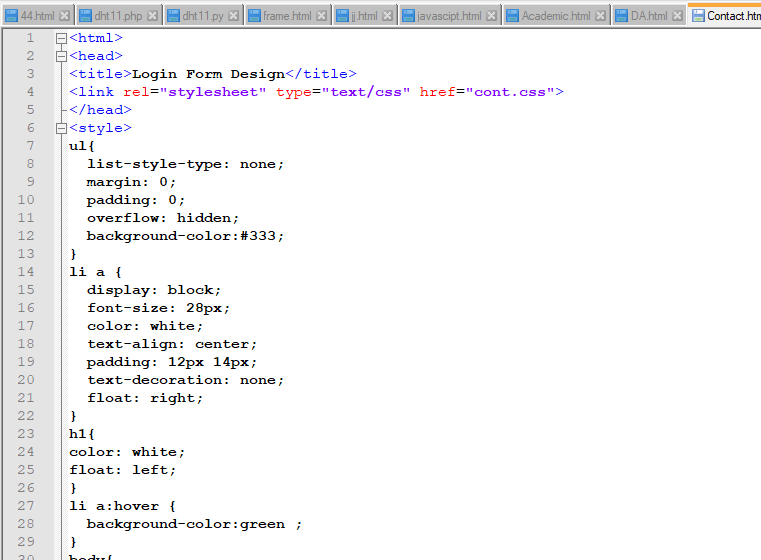 44.html dht11.php dht11.py frame.html jj.html javascipt.html Academic.html DA.html Contact.htm
1 <html>
2 <head>
3 <title>Login Form Design</title>
4 <link rel="stylesheet" type="text/css" href="cont.css">
5 </head>
6 <style>
7 ul{
8 list-style-type: none;
9 margin: 0;
10 padding: 0;
11 overflow: hidden;
12 background-color:#333;
13 }
14 li a {
15 display: block;
16 font-size: 28px;
17 color: white;
18 text-align: center;
19 padding: 12px 14px;
20 text-decoration: none;
21 float: right;
22 }
23 h1{
24 color: white;
25 float: left;
26 }
27 li a:hover {
28 background-color:green ;
29 }
30 body{